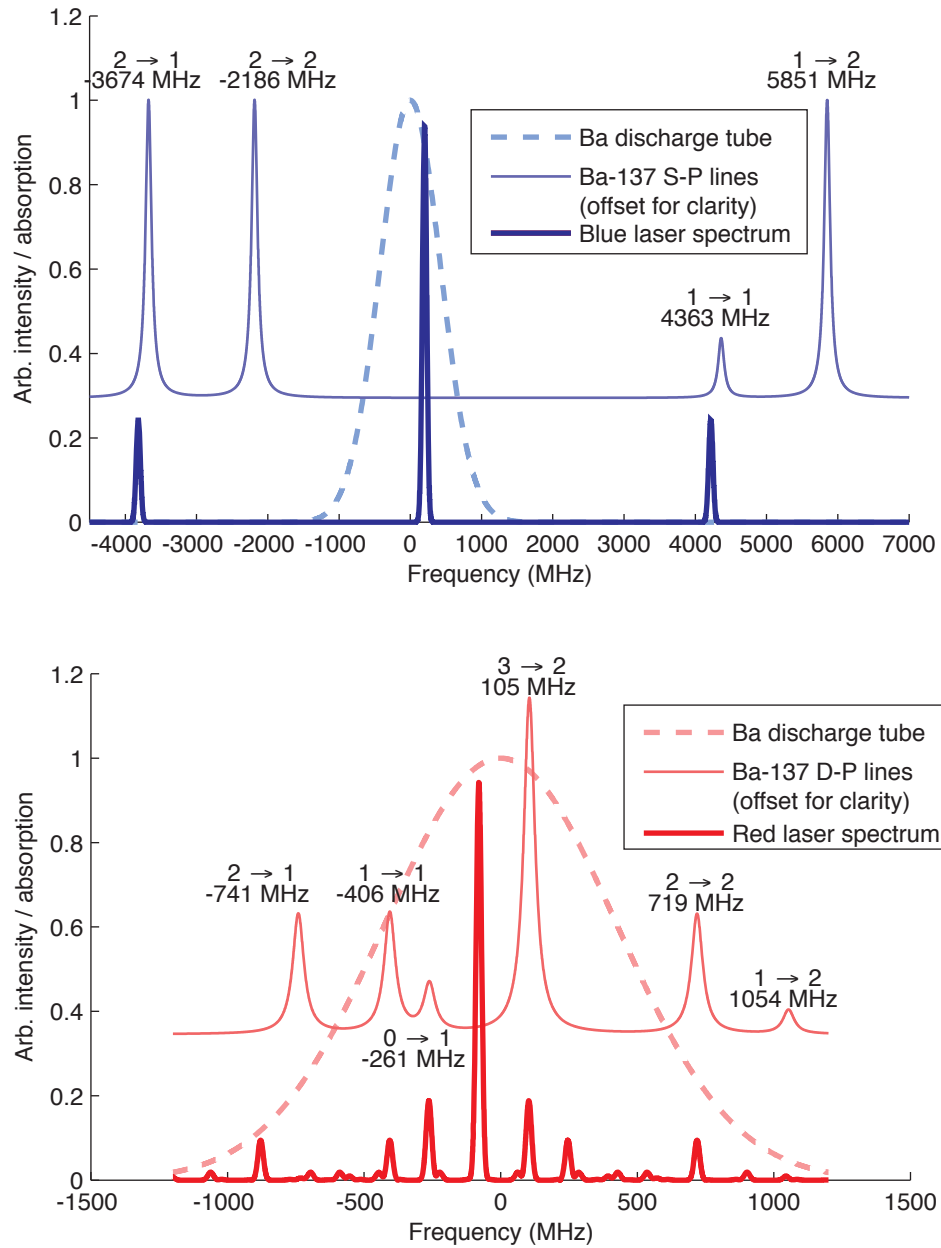 1.2
2 → 1
-3674 MHz
2 → 2
-2186 MHz
1 → 2
5851 MHz
1
Ba discharge tube
Ba-137 S-P lines
(offset for clarity)
Blue laser spectrum
0.8
0.6
1 → 1
4363 MHz
0.4
0.2
0
Arb. intensity / absorption
-4000 -3000 -2000 -1000 0 1000 2000 3000 4000 5000 6000 7000
Frequency (MHz)
1.2
3 → 2
105 MHz
Ba discharge tube
Ba-137 D-P lines
(offset for clarity)
Red laser spectrum
1
0.8
2 → 1
-741 MHz
1 → 1
-406 MHz
2 → 2
719 MHz
0.6
1 → 2
1054 MHz
0.4
0 → 1
-261 MHz
0.2
0
Arb. intensity / absorption
-1500 -1000 -500 0 500 1000 1500
Frequency (MHz)